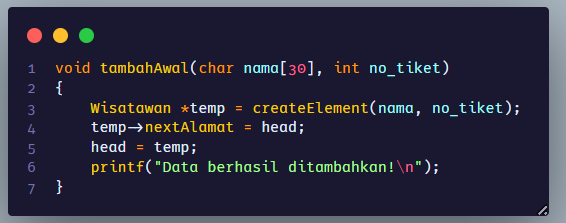 1 void tambahAwal(char nama[30], int no_tiket)
2 {
3     Wisatawan *temp = createElement(nama, no_tiket);
4     temp->nextAlamat = head;
5     head = temp;
6     printf("Data berhasil ditambahkan!\n");
7 }